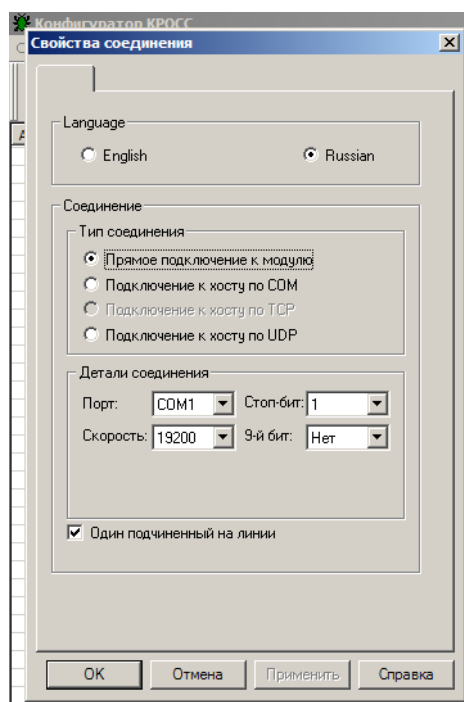 Конфигуратор КРОСС
Свойства соединения
Language
English Russian
Соединение
Тип соединения
Прямое подключение к модулю
Подключение к хосту по COM
Подключение к хосту по TCP
Подключение к хосту по UDP
Детали соединения
Порт: COM1 Стоп-бит: 1
Скорость: 19200 9-й бит: Нет
Один подчиненный на линии
OK Отмена Применить Справка